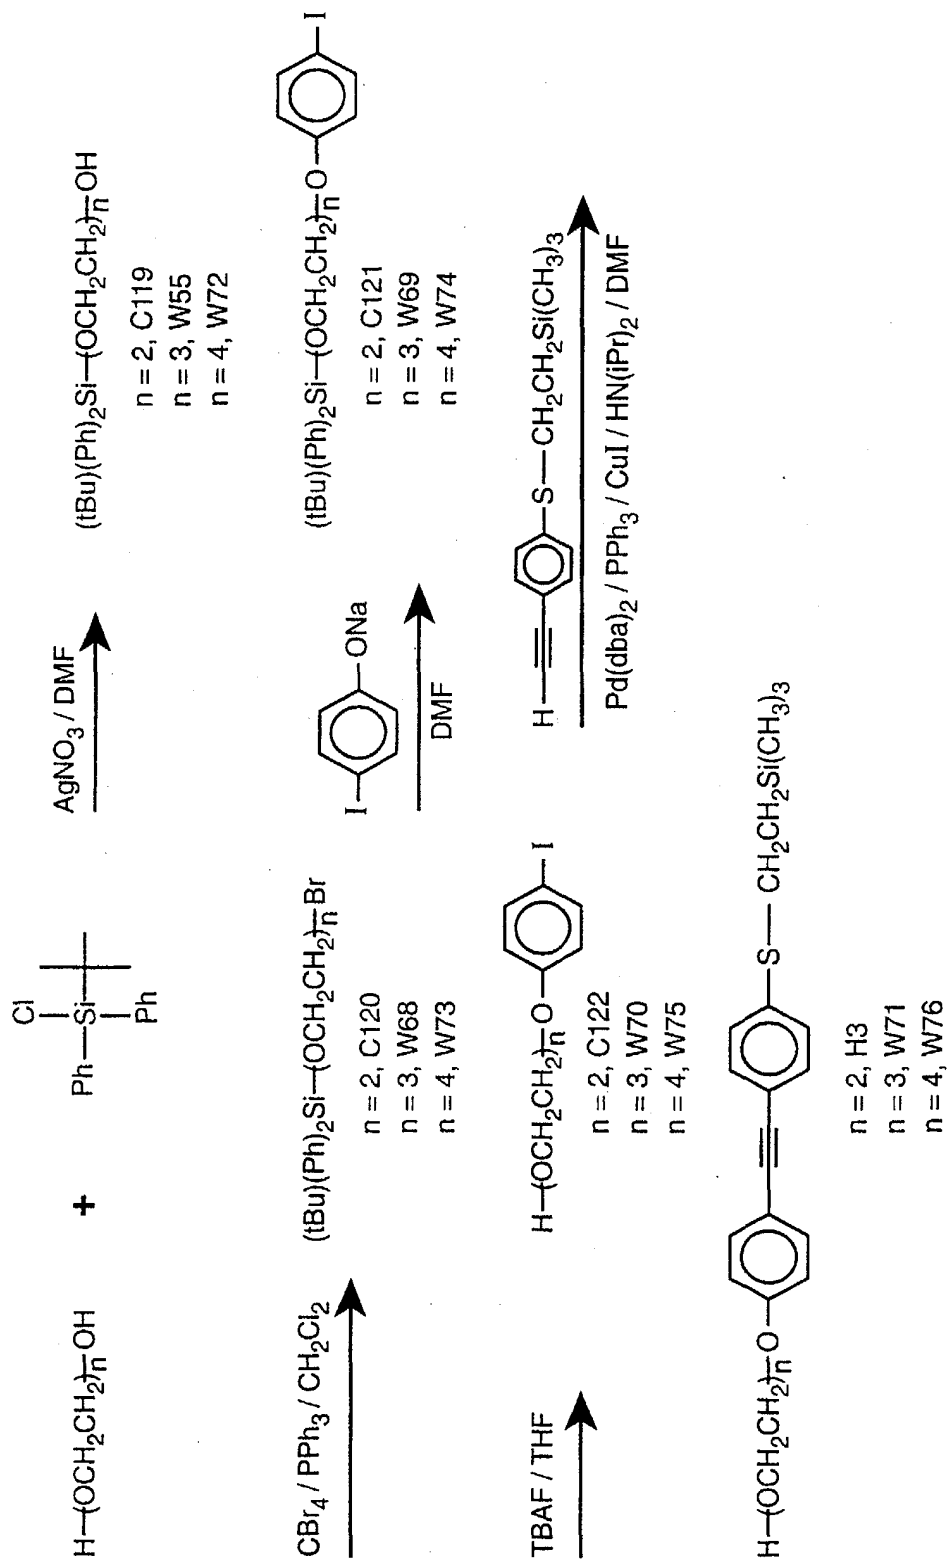 H—(OCH2CH2)n—OH
+
Cl
Ph—Si
Ph
AgNO3 / DMF
(tBu)(Ph)2Si—(OCH2CH2)n—OH
n = 2, C119
n = 3, W55
n = 4, W72
CBr4 / PPh3 / CH2Cl2
(tBu)(Ph)2Si—(OCH2CH2)n—Br
n = 2, C120
n = 3, W68
n = 4, W73
I ONa
DMF
(tBu)(Ph)2Si—(OCH2CH2)n—O I
n = 2, C121
n = 3, W69
n = 4, W74
TBAF / THF
H—(OCH2CH2)n—O I
n = 2, C122
n = 3, W70
n = 4, W75
H S—CH2CH2Si(CH3)3
Pd(dba)2 / PPh3 / CuI / HN(iPr)2 / DMF
H—(OCH2CH2)n—O S—CH2CH2Si(CH3)3
n = 2, H3
n = 3, W71
n = 4, W76